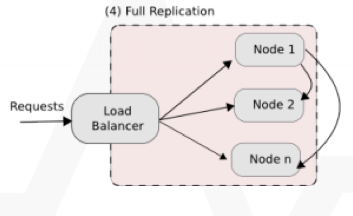 (4) Full Replication
Node 1
Requests
Load
Balancer
Node 2
Node n